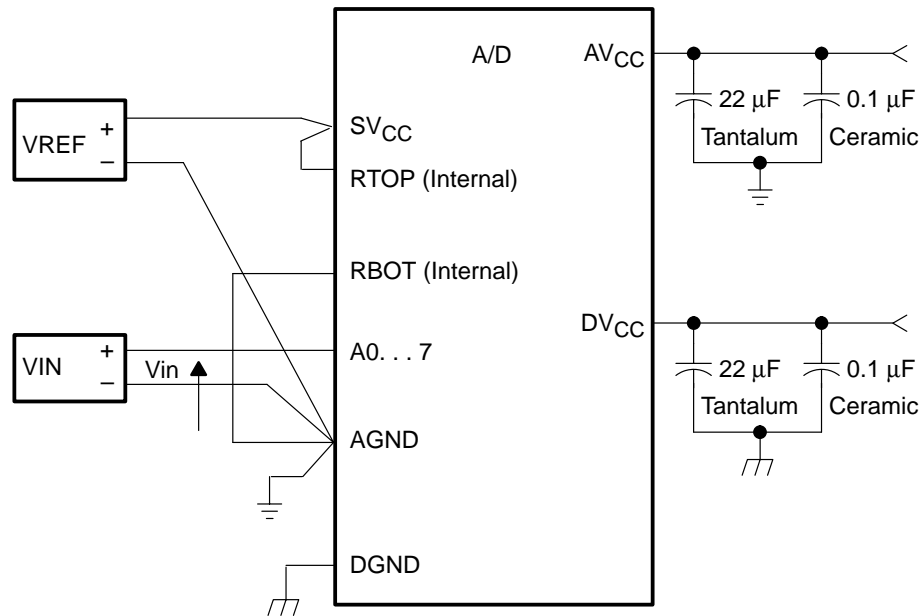 A/D
AVCC
22 μF
Tantalum
0.1 μF
Ceramic
VREF
+
−
SVCC
RTOP (Internal)
RBOT (Internal)
DVCC
22 μF
Tantalum
0.1 μF
Ceramic
VIN
+
−
Vin
A0. . . 7
AGND
DGND